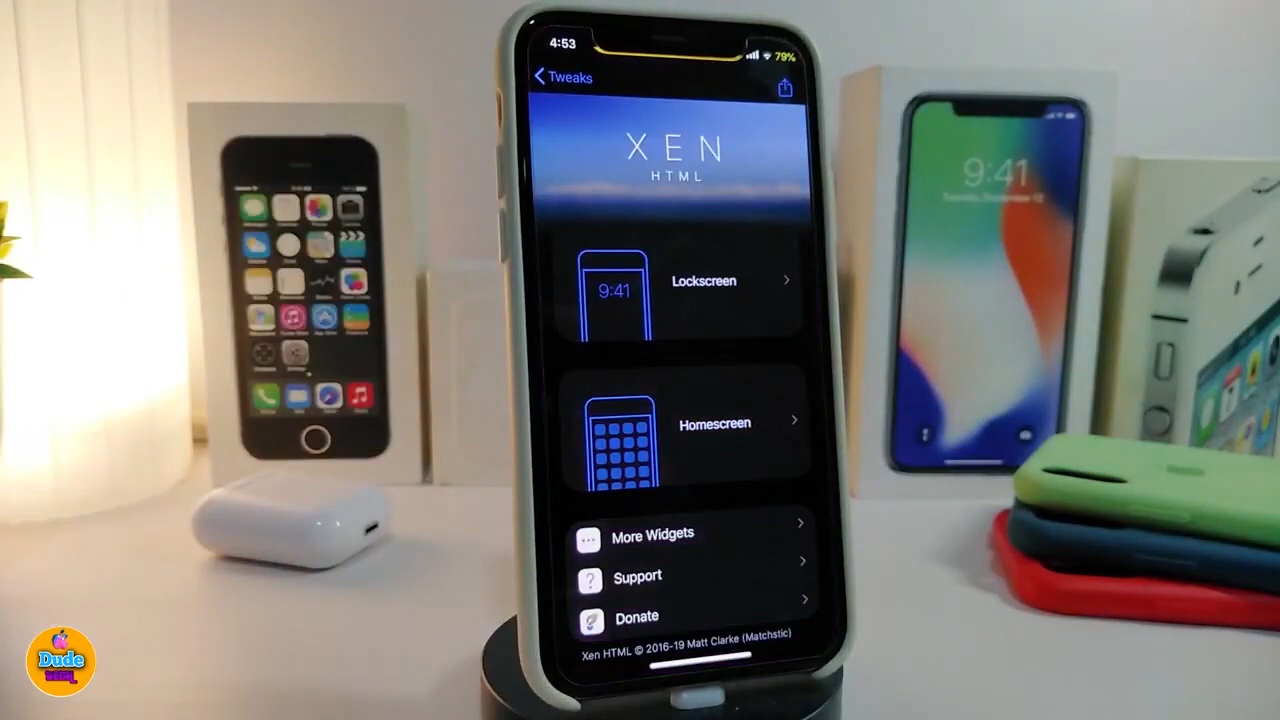 4:53
79%
Tweaks
XEN
HTML
9:41
Lockscreen
Homescreen
More Widgets
Support
Donate
Xen HTML © 2016-19 Matt Clarke (Matchstic)
9:41
Dude